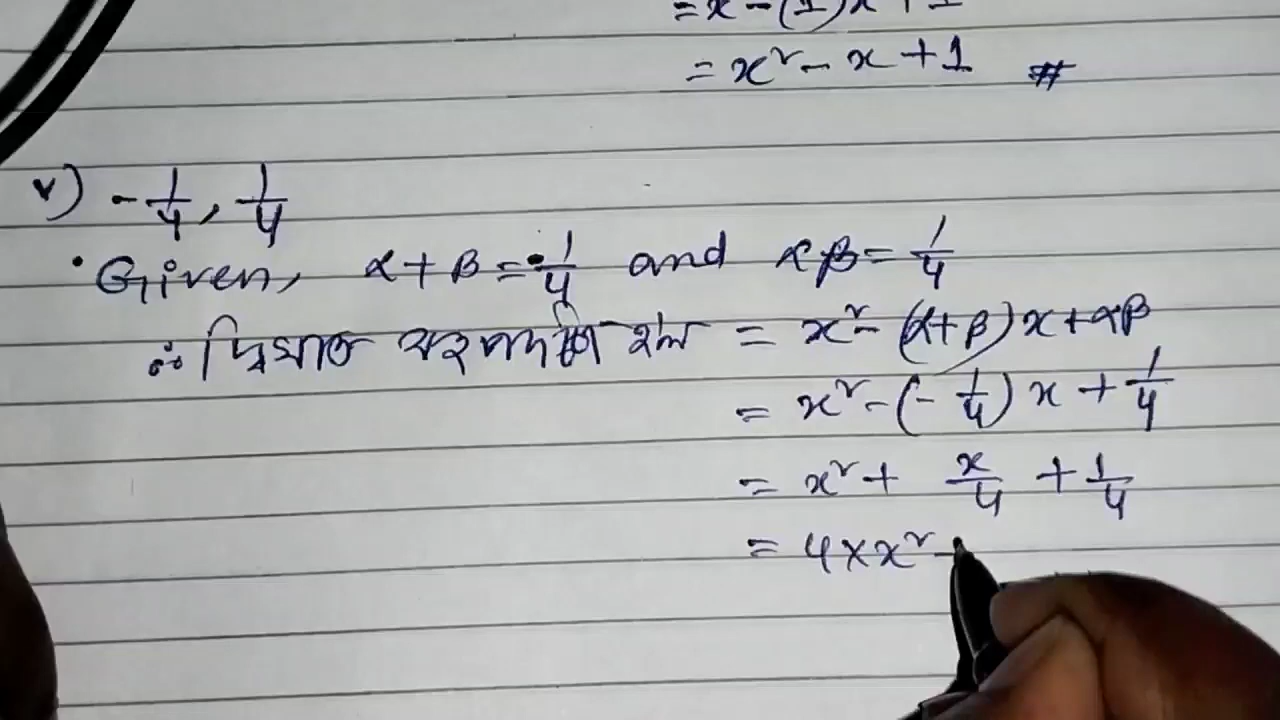 = x² - x + 1 #
v) -1/4, 1/4
• Given, α + β = -1/4 and αβ = 1/4
∴ দ্বিঘাত বহুপদটি হ'ল = x² - (α + β)x + αβ
= x² - (- 1/4) x + 1/4
= x² + x/4 + 1/4
= 4 × x²